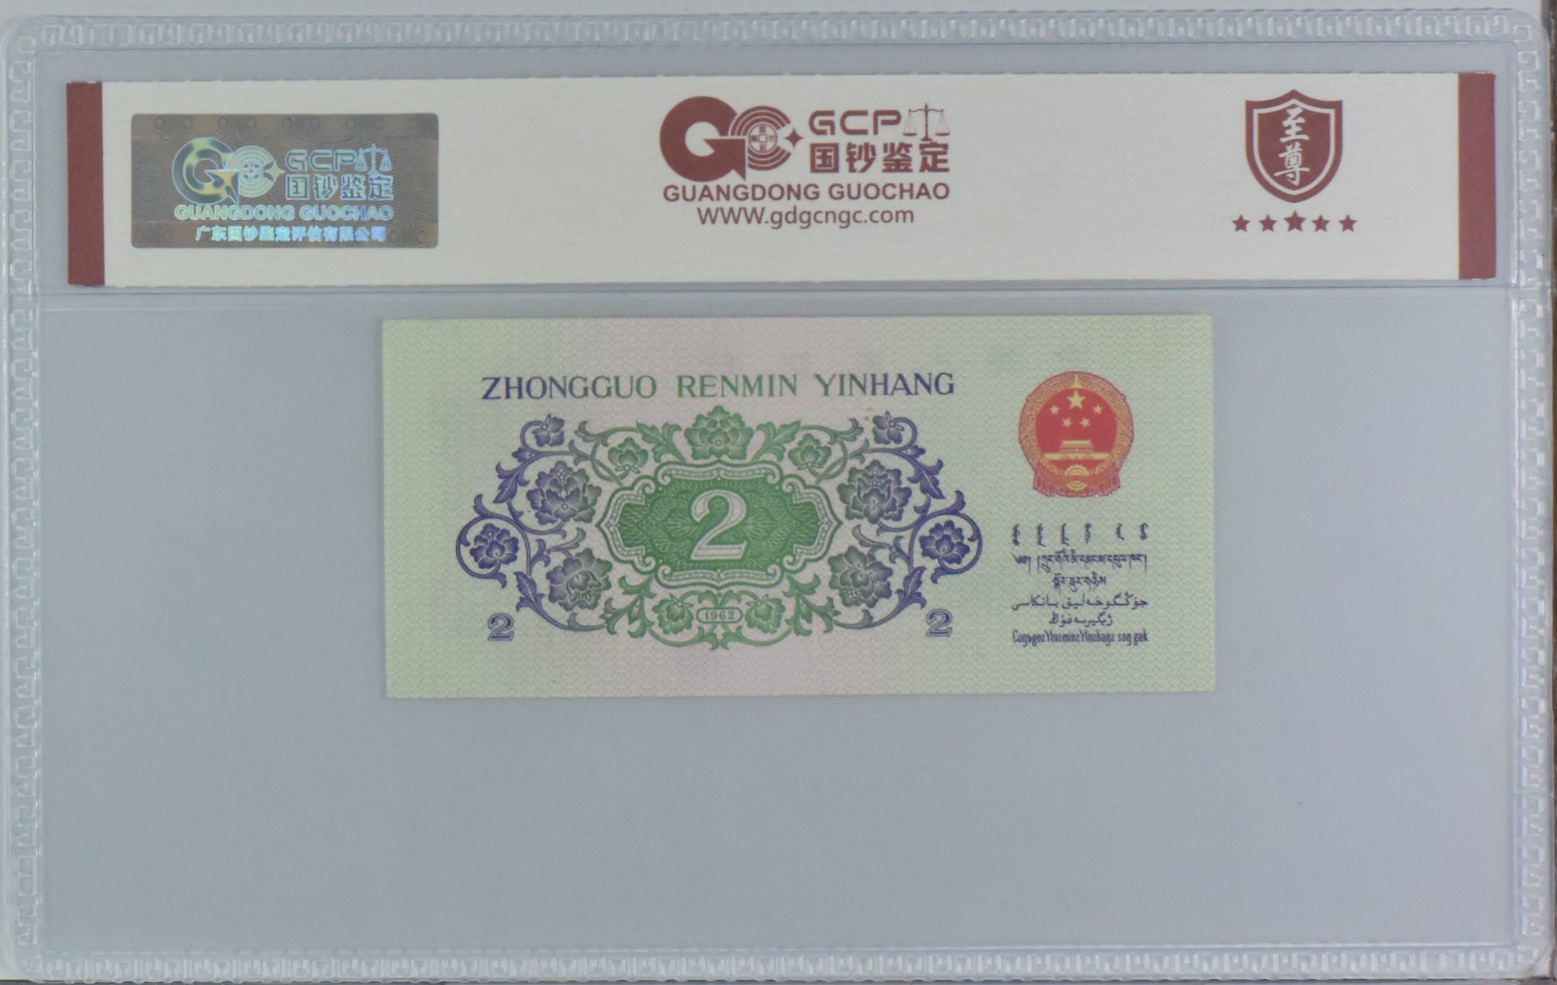 GCP
国钞鉴定
GUANGDONG GUOCHAO
广东国钞鉴定评估有限公司
GCP
国钞鉴定
GUANGDONG GUOCHAO
WWW.gdgcngc.com
至尊
ZHONGGUO RENMIN YINHANG
2
1962
2 2
جۇڭگوخەلىق بانكاسى